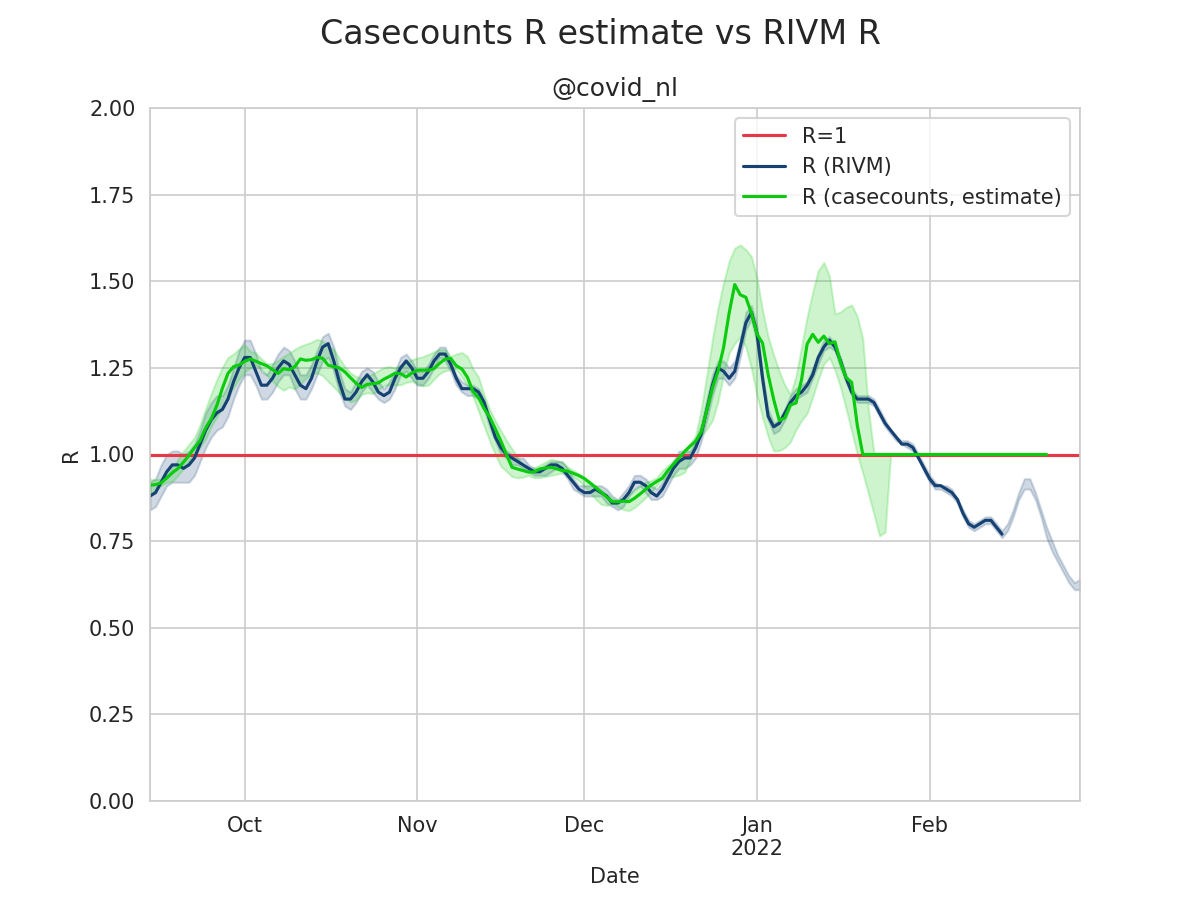 Casecounts R estimate vs RIVM R
@covid_nl
R=1
R (RIVM)
R (casecounts, estimate)
2.00
1.75
1.50
1.25
1.00
0.75
0.50
0.25
0.00
R
Oct
Nov
Dec
Jan
2022
Feb
Date